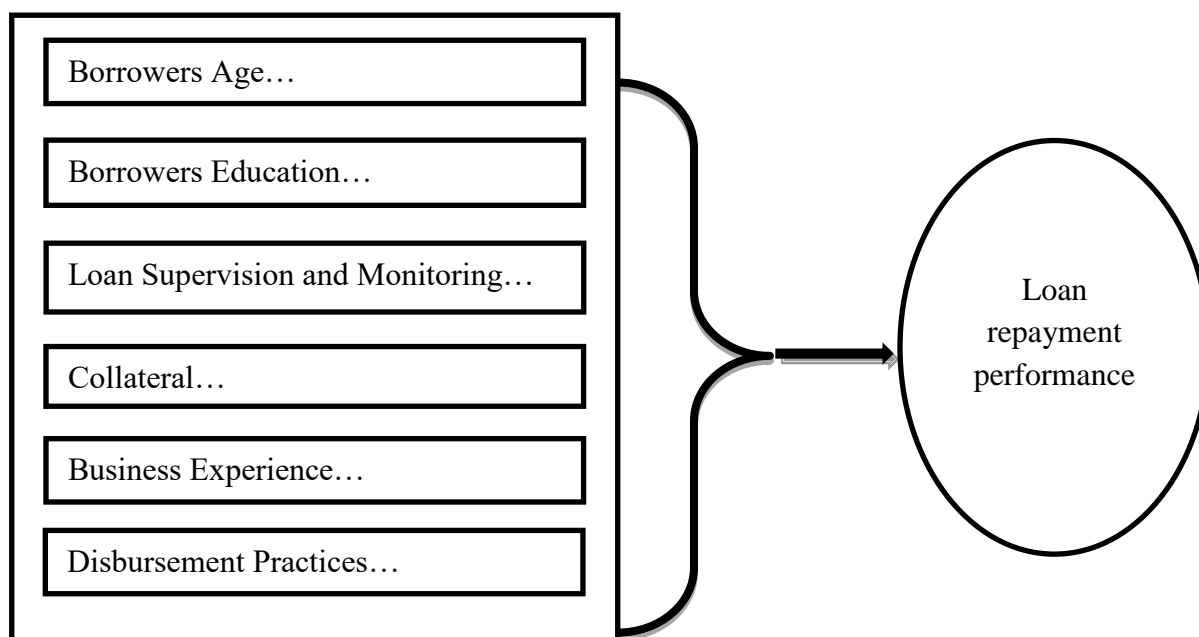 Borrowers Age…
Borrowers Education…
Loan Supervision and Monitoring…
Collateral…
Business Experience…
Disbursement Practices…
Loan
repayment
performance